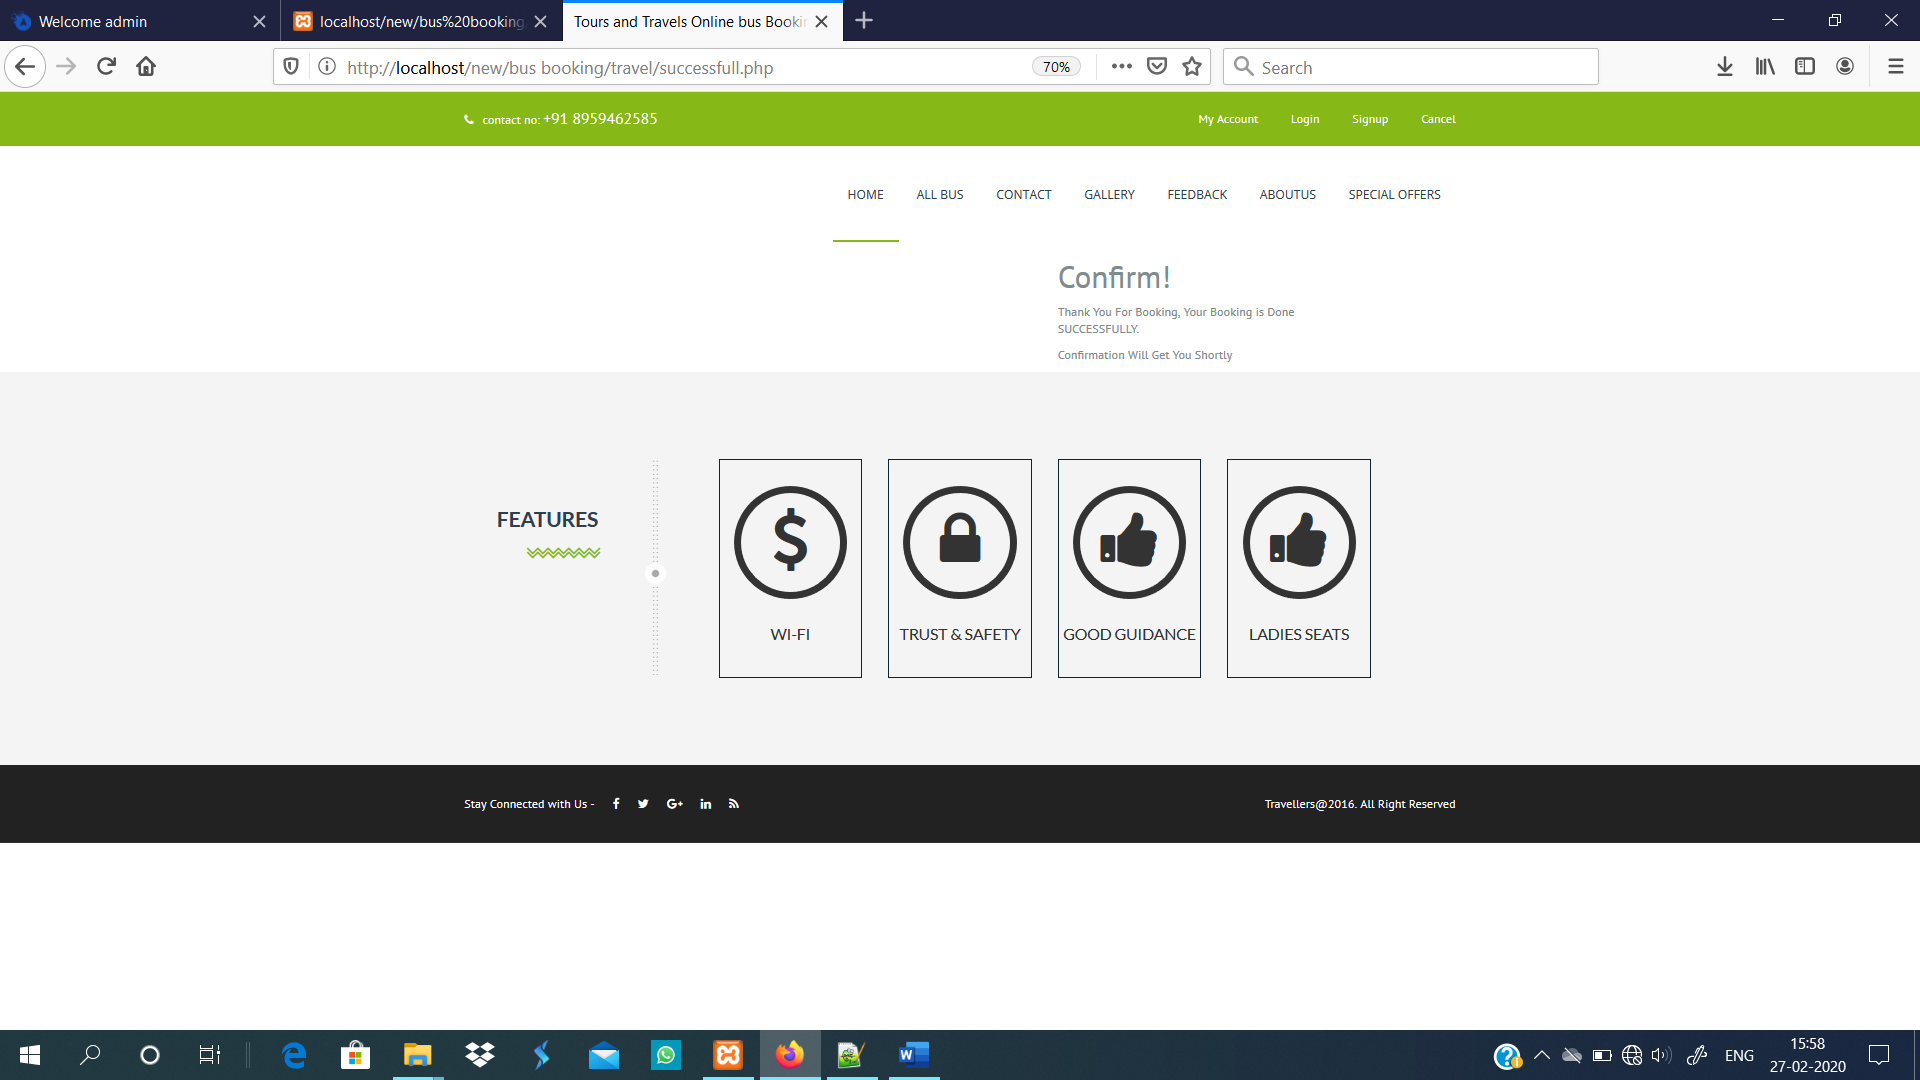 Welcome admin
localhost/new/bus%20booking
Tours and Travels Online bus Bookin
http://localhost/new/bus booking/travel/successfull.php
70%
Search
contact no: +91 8959462585
My Account
Login
Signup
Cancel
HOME
ALL BUS
CONTACT
GALLERY
FEEDBACK
ABOUTUS
SPECIAL OFFERS
Confirm!
Thank You For Booking, Your Booking is Done
SUCCESSFULLY.
Confirmation Will Get You Shortly
FEATURES
WI-FI
TRUST & SAFETY
GOOD GUIDANCE
LADIES SEATS
Stay Connected with Us -
Travellers@2016. All Right Reserved
ENG
15:58
27-02-2020